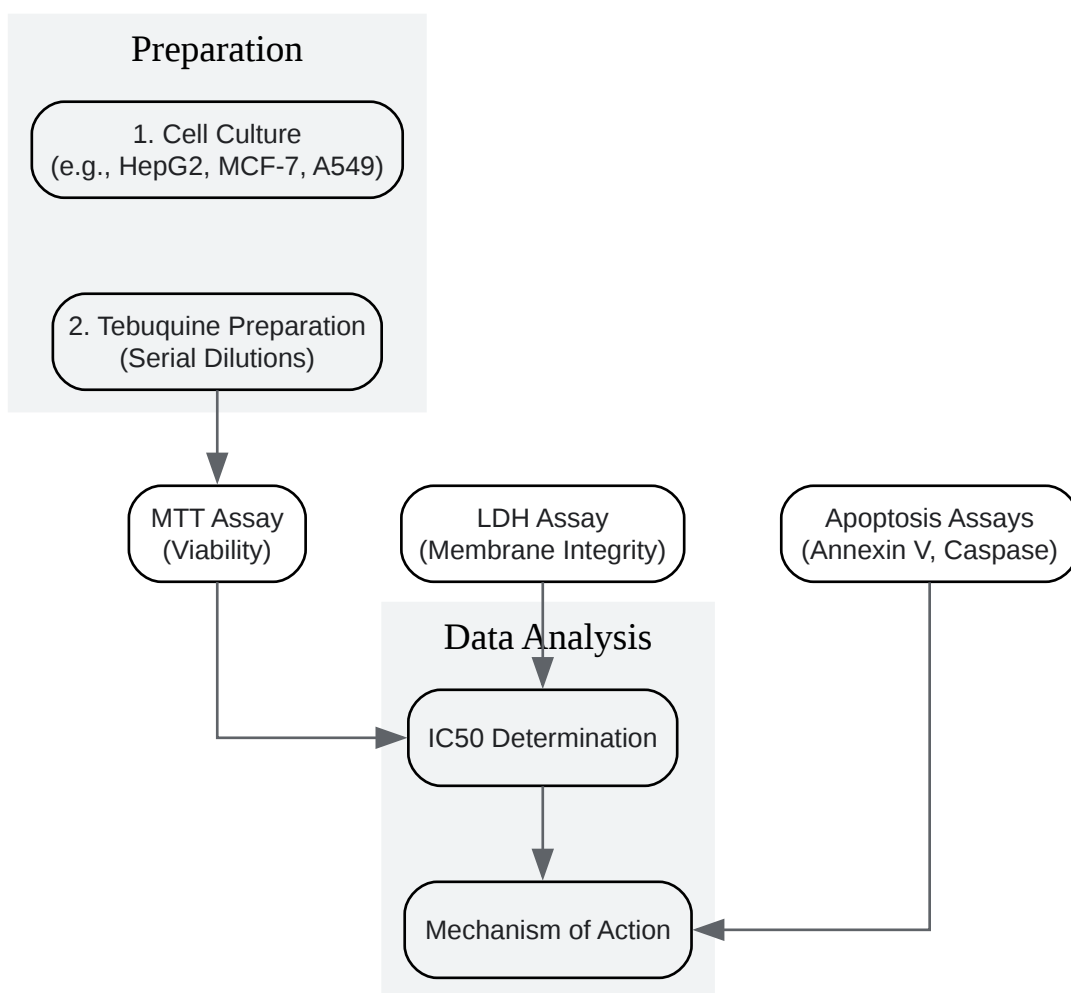 Preparation
1. Cell Culture
(e.g., HepG2, MCF-7, A549)
2. Tebuquine Preparation
(Serial Dilutions)
MTT Assay
(Viability)
LDH Assay
(Membrane Integrity)
Apoptosis Assays
(Annexin V, Caspase)
Data Analysis
IC50 Determination
Mechanism of Action